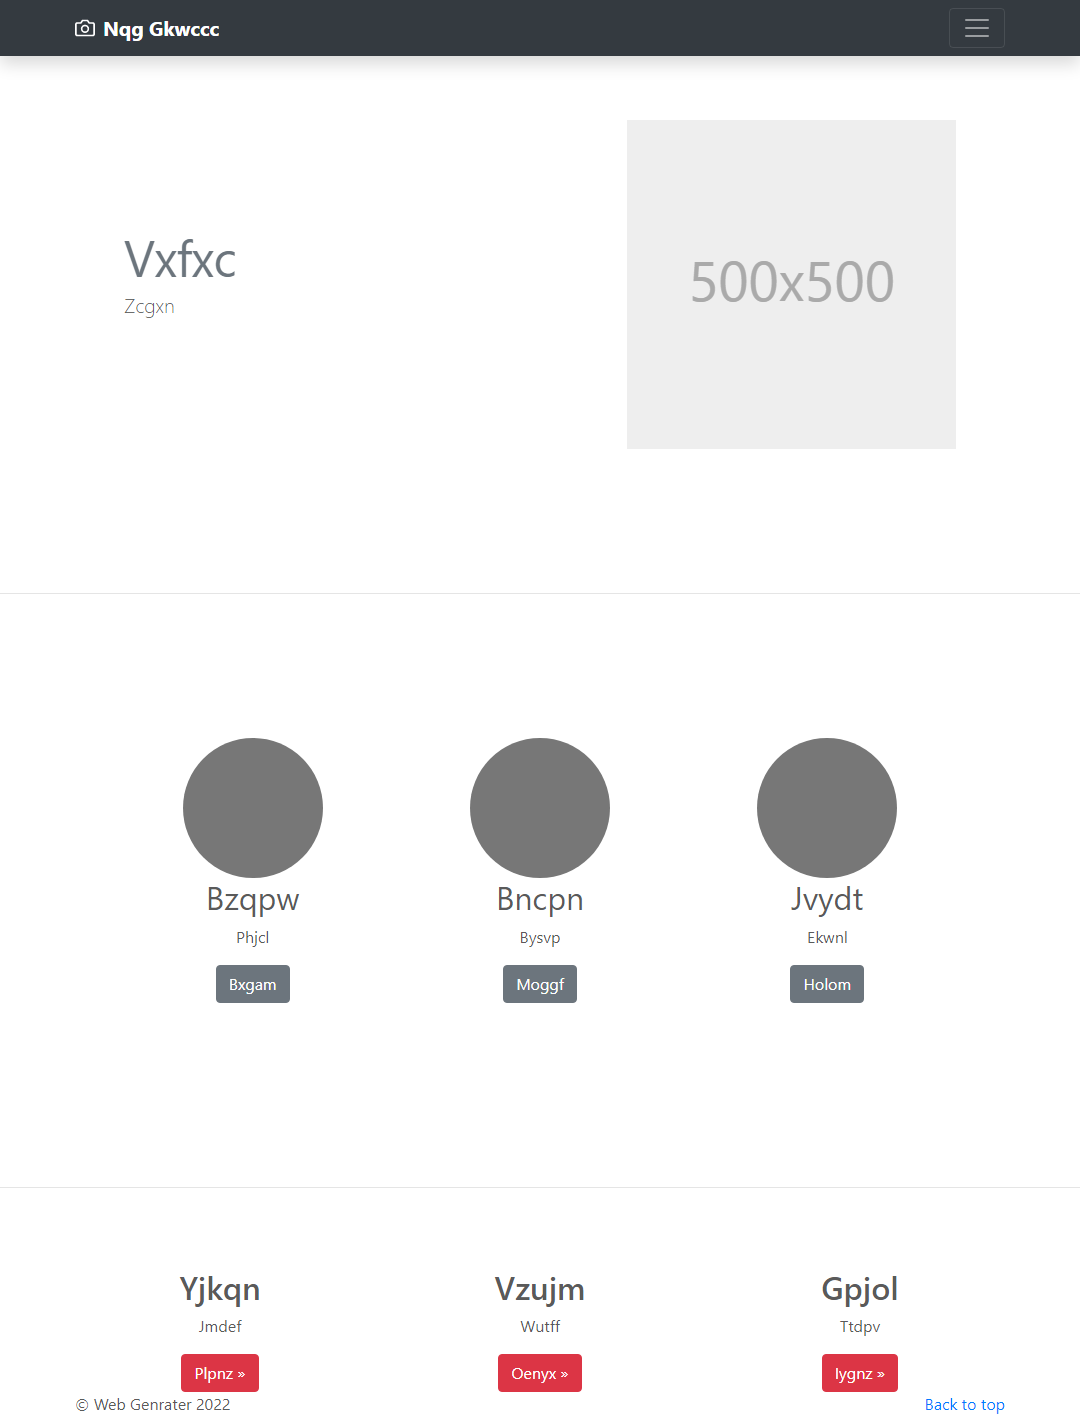 Nqg Gkwccc
Vxfxc
Zcgxn
500x500
Bzqpw
Phjcl
Bxgam
Bncpn
Bysvp
Moggf
Jvydt
Ekwnl
Holom
Yjkqn
Jmdef
Plpnz »
Vzujm
Wutff
Oenyx »
Gpjol
Ttdpv
Iygnz »
© Web Genrater 2022
Back to top